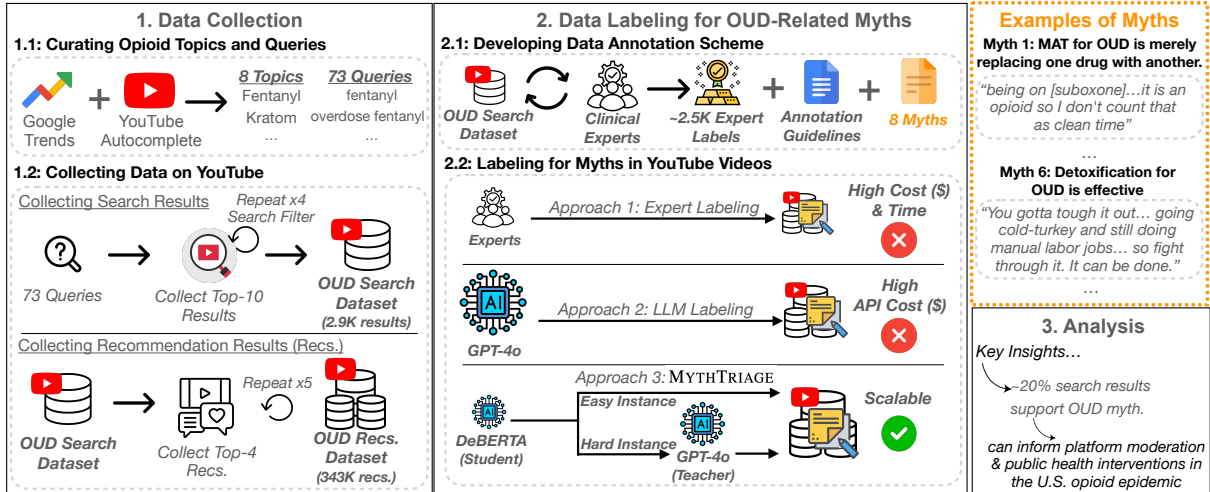 1. Data Collection
1.1: Curating Opioid Topics and Queries
Google
Trends
YouTube
Autocomplete
8 Topics
Fentanyl
Kratom
...
73 Queries
fentanyl
overdose fentanyl
...
1.2: Collecting Data on YouTube
Collecting Search Results
Repeat x4
Search Filter
73 Queries
Collect Top-10
Results
OUD Search
Dataset
(2.9K results)
Collecting Recommendation Results (Recs.)
Repeat x5
OUD Search
Dataset
Collect Top-4
Recs.
OUD Recs.
Dataset
(343K recs.)
2. Data Labeling for OUD-Related Myths
2.1: Developing Data Annotation Scheme
OUD Search
Dataset
Clinical
Experts
~2.5K Expert
Labels
Annotation
Guidelines
8 Myths
2.2: Labeling for Myths in YouTube Videos
Experts
Approach 1: Expert Labeling
High Cost ($)
& Time
AI
GPT-4o
Approach 2: LLM Labeling
High
API Cost ($)
Approach 3: MYTHTRIAGE
AI
DeBERTA
(Student)
Easy Instance
Hard Instance
AI
GPT-4o
(Teacher)
Scalable
Examples of Myths
Myth 1: MAT for OUD is merely
replacing one drug with another.
“being on [suboxone]...it is an
opioid so I don't count that
as clean time”
...
Myth 6: Detoxification for
OUD is effective
“You gotta tough it out... going
cold-turkey and still doing
manual labor jobs... so fight
through it. It can be done.”
...
3. Analysis
Key Insights...
~20% search results
support OUD myth.
can inform platform moderation
& public health interventions in
the U.S. opioid epidemic